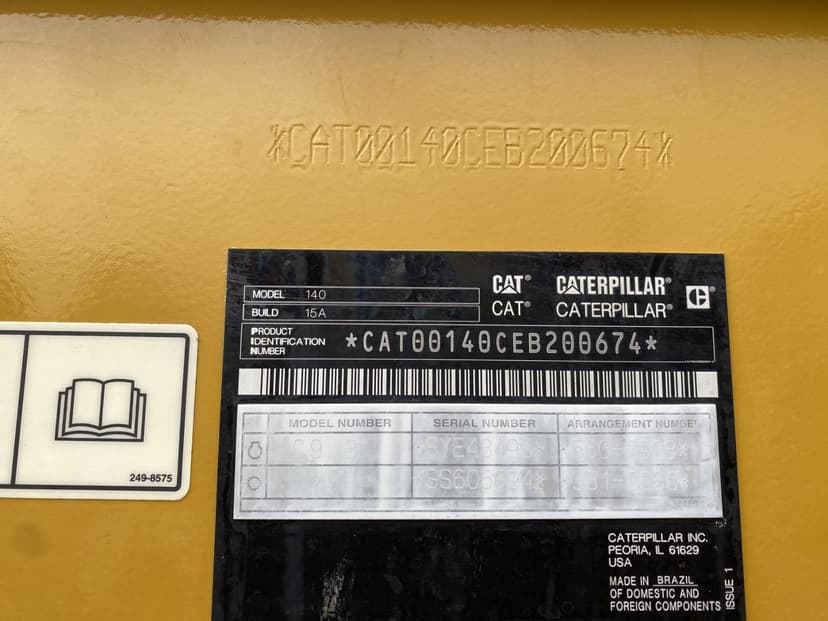 *CAT00140CEB200674*
MODEL 140
BUILD 15A
CAT® CATERPILLAR®
CAT® CATERPILLAR®
PRODUCT IDENTIFICATION NUMBER *CAT00140CEB200674*
MODEL NUMBER SERIAL NUMBER ARRANGEMENT NUMBER
249-8575
CATERPILLAR INC.
PEORIA, IL 61629
USA
MADE IN BRAZIL
OF DOMESTIC AND
FOREIGN COMPONENTS
ISSUE 1